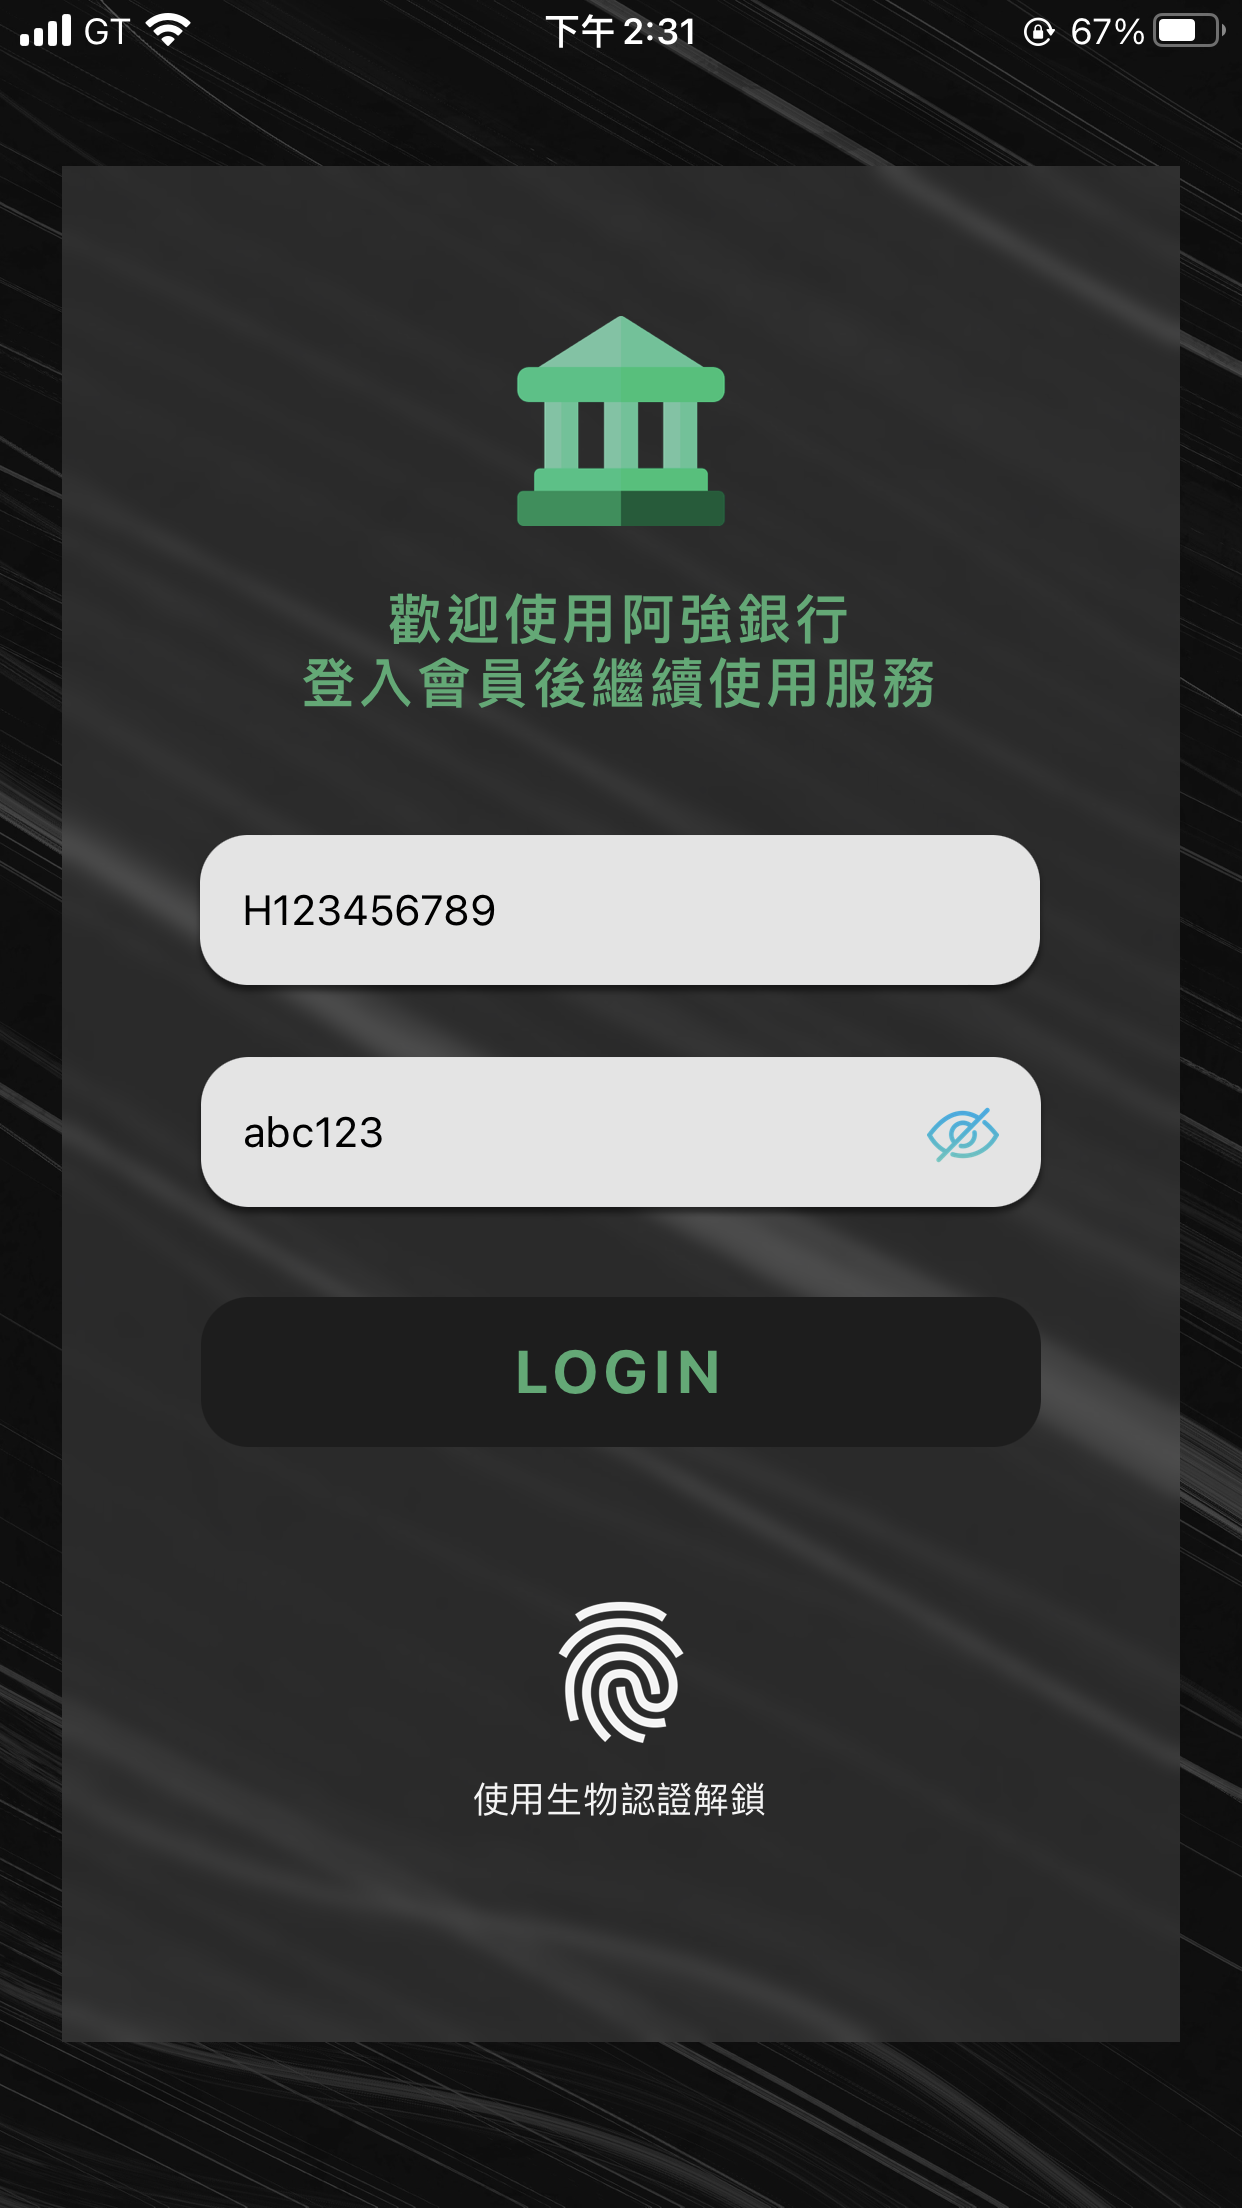 GT 下午 2:31 67%
歡迎使用阿強銀行
登入會員後繼續使用服務
H123456789
abc123
LOGIN
使用生物認證解鎖